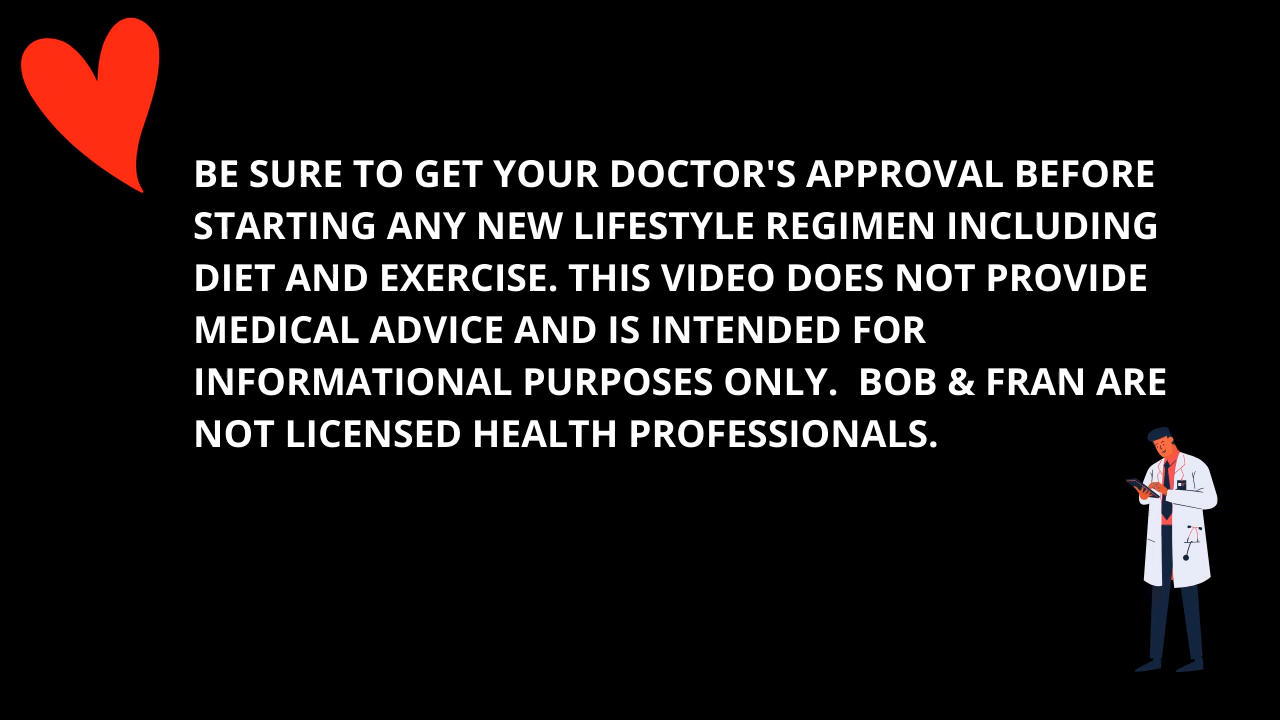 BE SURE TO GET YOUR DOCTOR'S APPROVAL BEFORE
STARTING ANY NEW LIFESTYLE REGIMEN INCLUDING
DIET AND EXERCISE. THIS VIDEO DOES NOT PROVIDE
MEDICAL ADVICE AND IS INTENDED FOR
INFORMATIONAL PURPOSES ONLY.  BOB & FRAN ARE
NOT LICENSED HEALTH PROFESSIONALS.